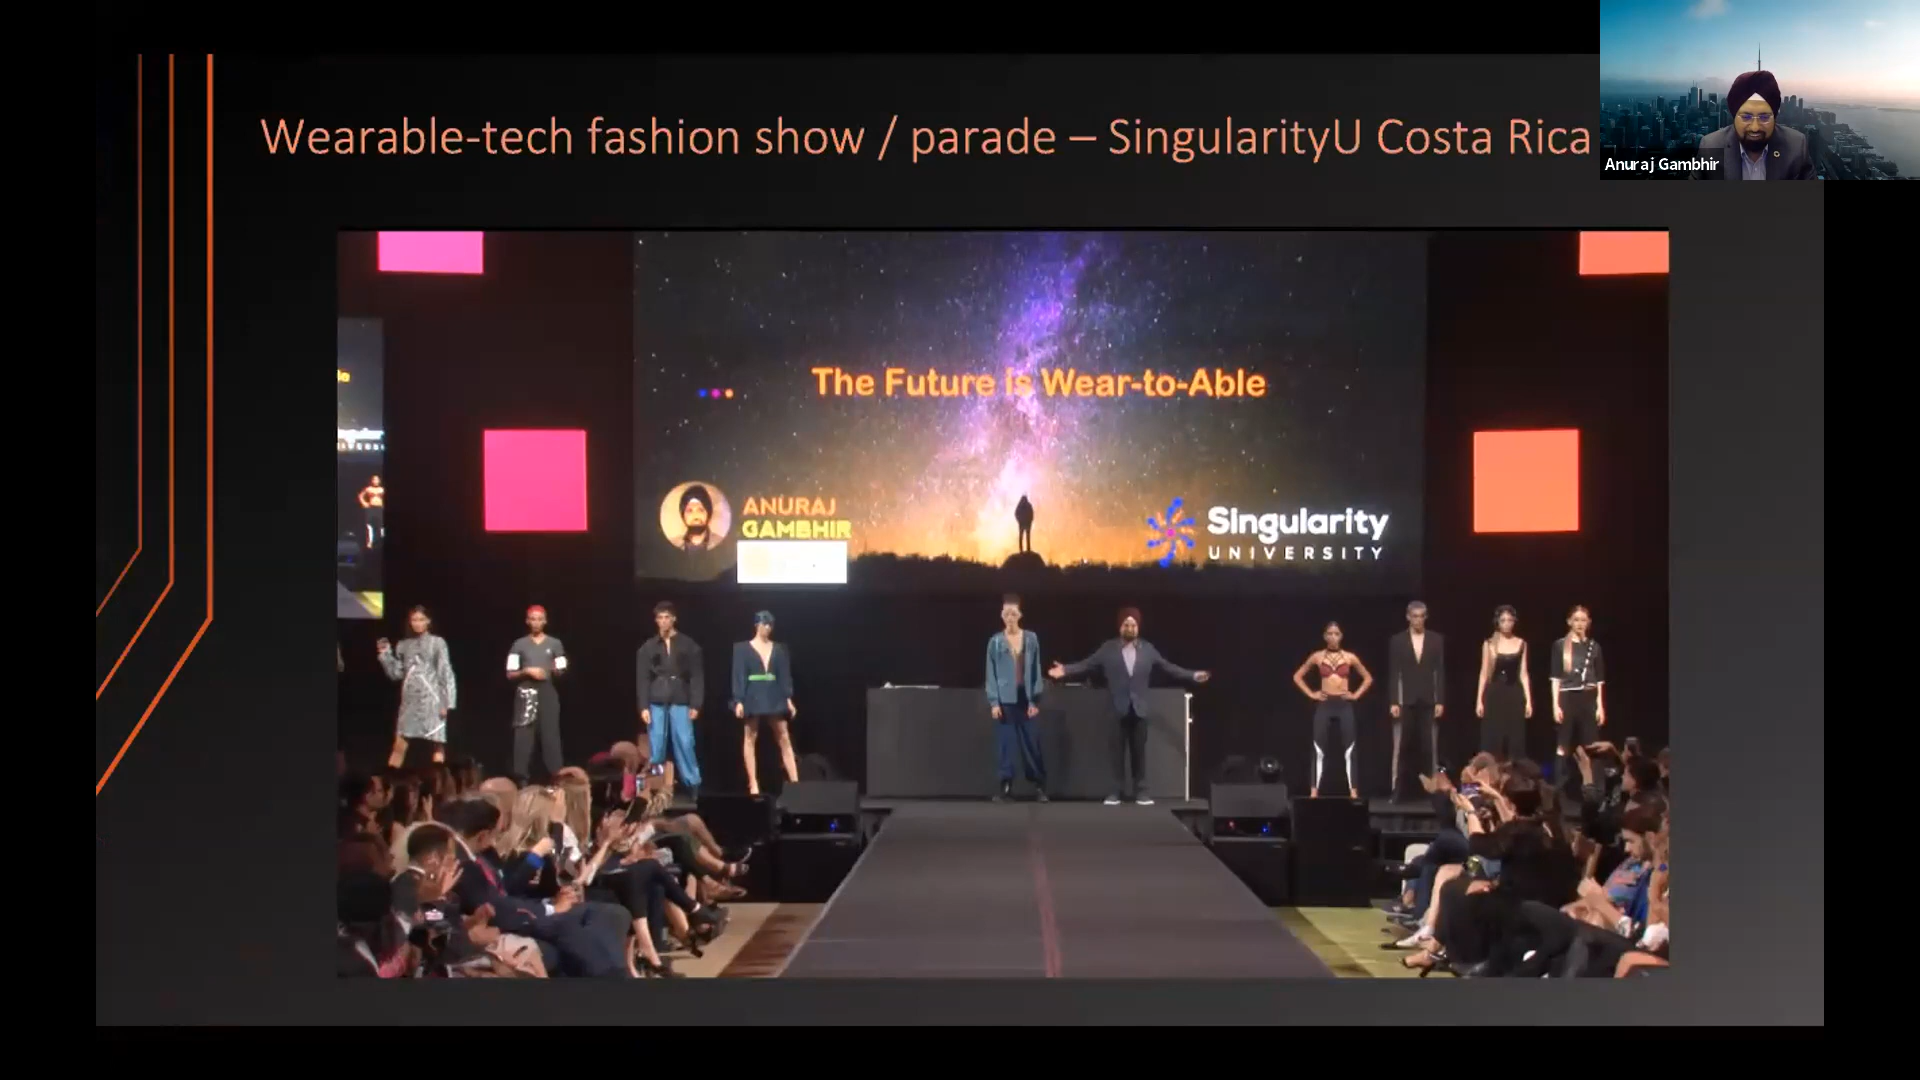 Wearable-tech fashion show / parade – SingularityU Costa Rica
Anuraj Gambhir
The Future is Wear-to-Able
ANURAJ
GAMBHIR
Singularity
UNIVERSITY